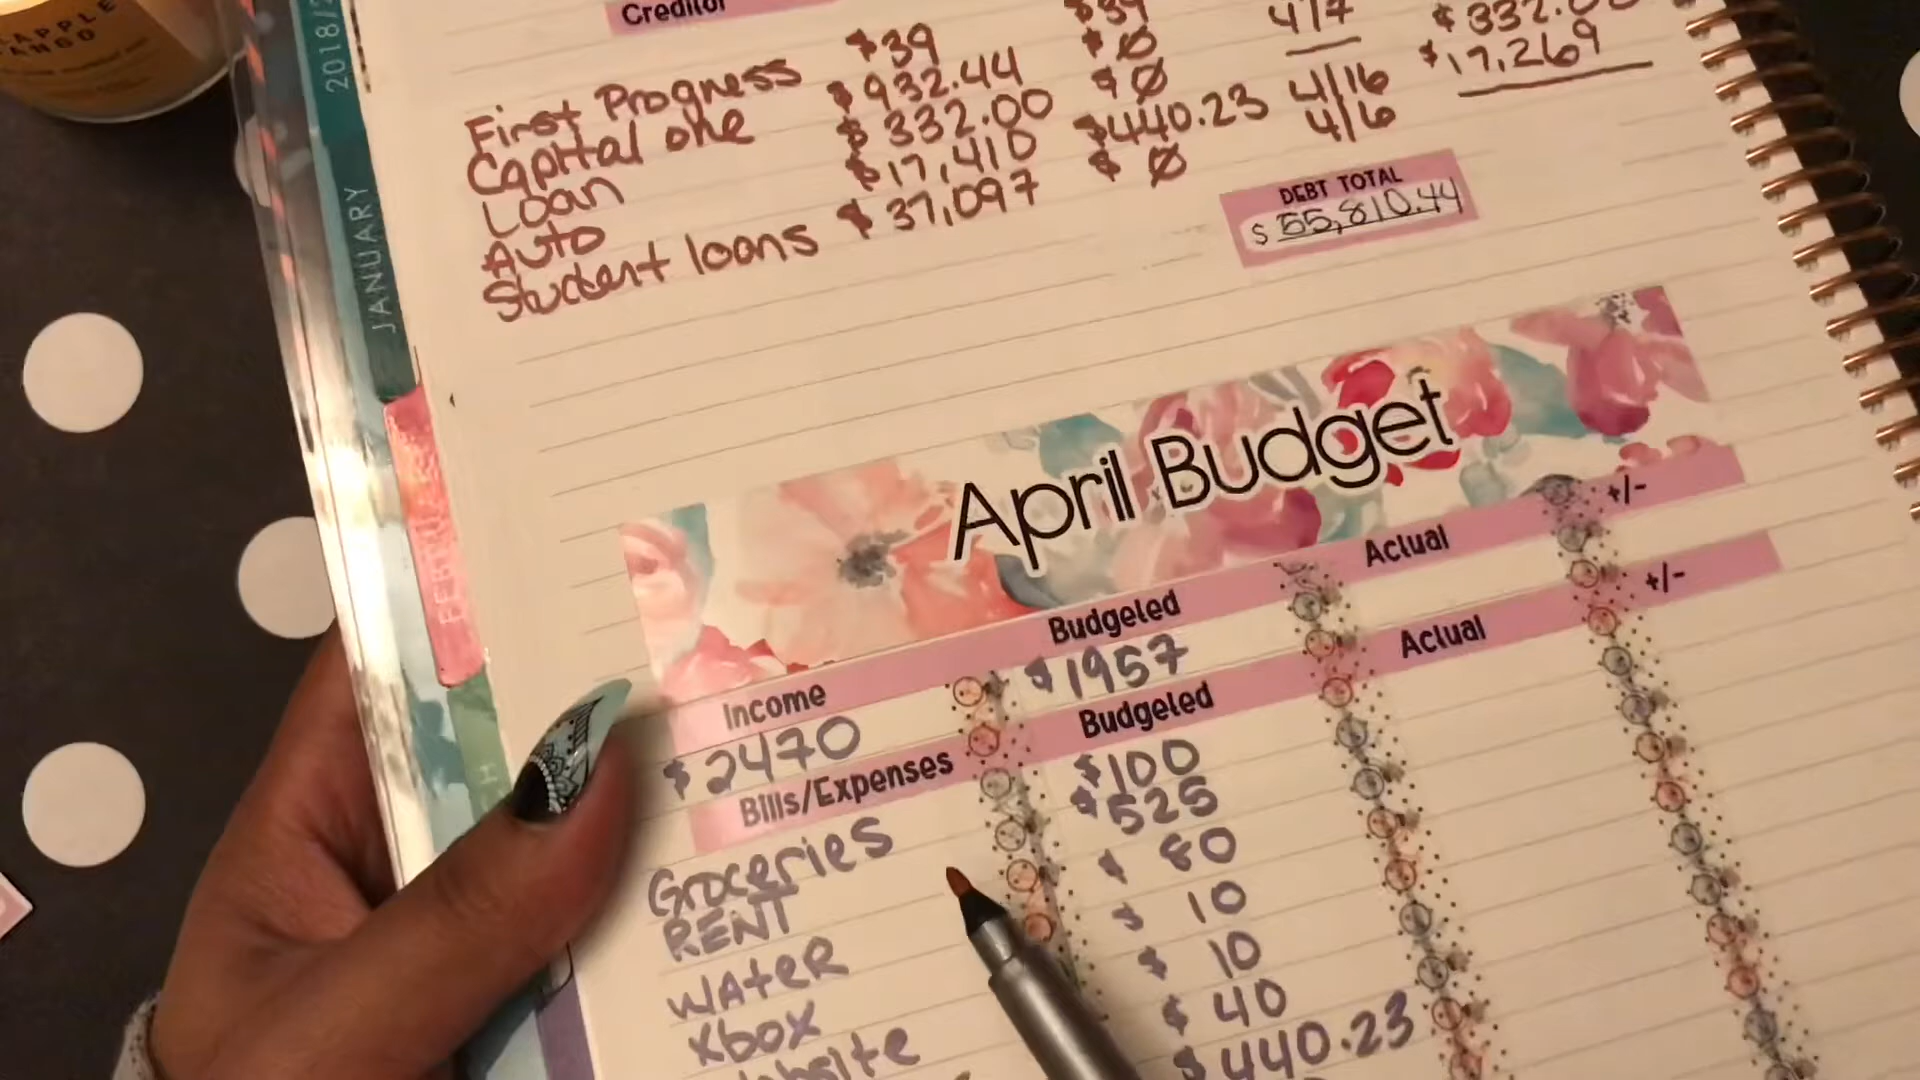 Creditor
$39 4/7 $332.00
First Progress $39 $0 $17,269
Capital one $932.44 $0 4/16
Loan $332.00 $440.23 4/6
Auto $17,410 $0
Student loans $37,097
DEBT TOTAL
$ 55,810.44
April Budget
Income Budgeted Actual +/-
$2470 $1957
Bills/Expenses Budgeted Actual +/-
Groceries $100
RENT $525
WATER $ 80
Xbox $ 10
$ 10
$ 40
$440.23
2018/
JANUARY